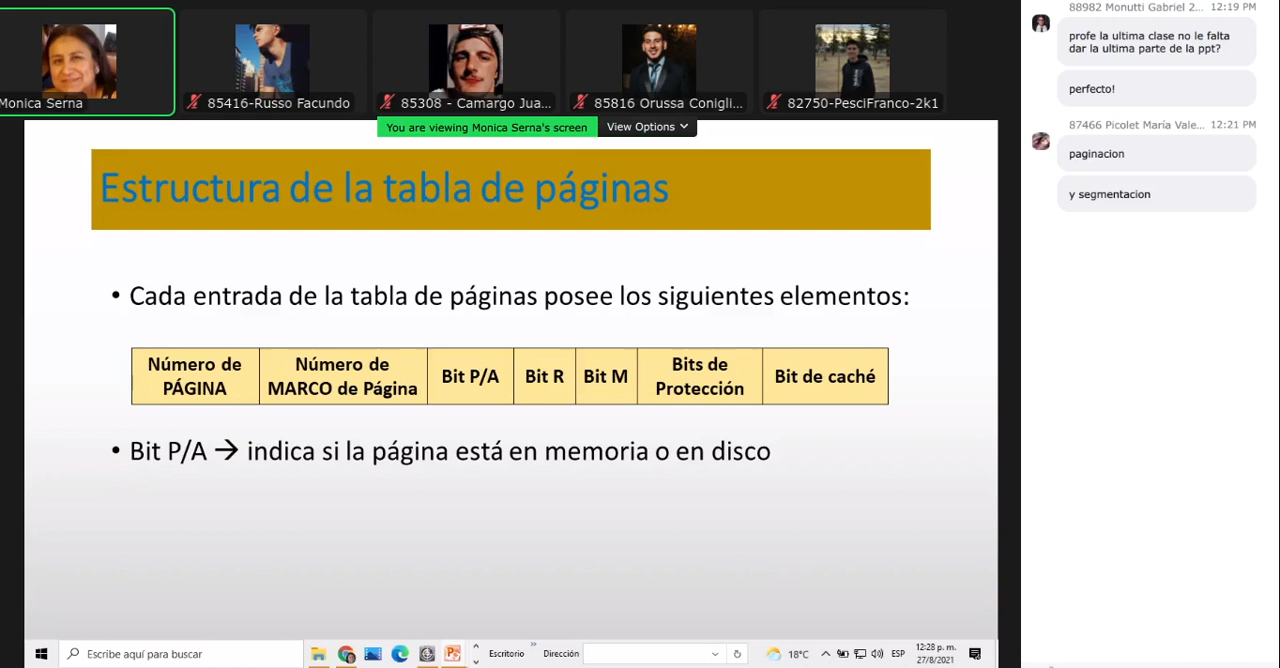 Monica Serna
85416-Russo Facundo
85308 - Camargo Jua...
85816 Orussa Conigli...
82750-PesciFranco-2k1
You are viewing Monica Serna's screen
View Options
Estructura de la tabla de páginas
• Cada entrada de la tabla de páginas posee los siguientes elementos:
Número de PÁGINA
Número de MARCO de Página
Bit P/A
Bit R
Bit M
Bits de Protección
Bit de caché
• Bit P/A → indica si la página está en memoria o en disco
Escribe aquí para buscar
Escritorio
Dirección
18°C
ESP
12:28 p. m.
27/8/2021
88982 Monutti Gabriel 2... 12:19 PM
profe la ultima clase no le falta
dar la ultima parte de la ppt?
perfecto!
87466 Picolet María Vale... 12:21 PM
paginacion
y segmentacion